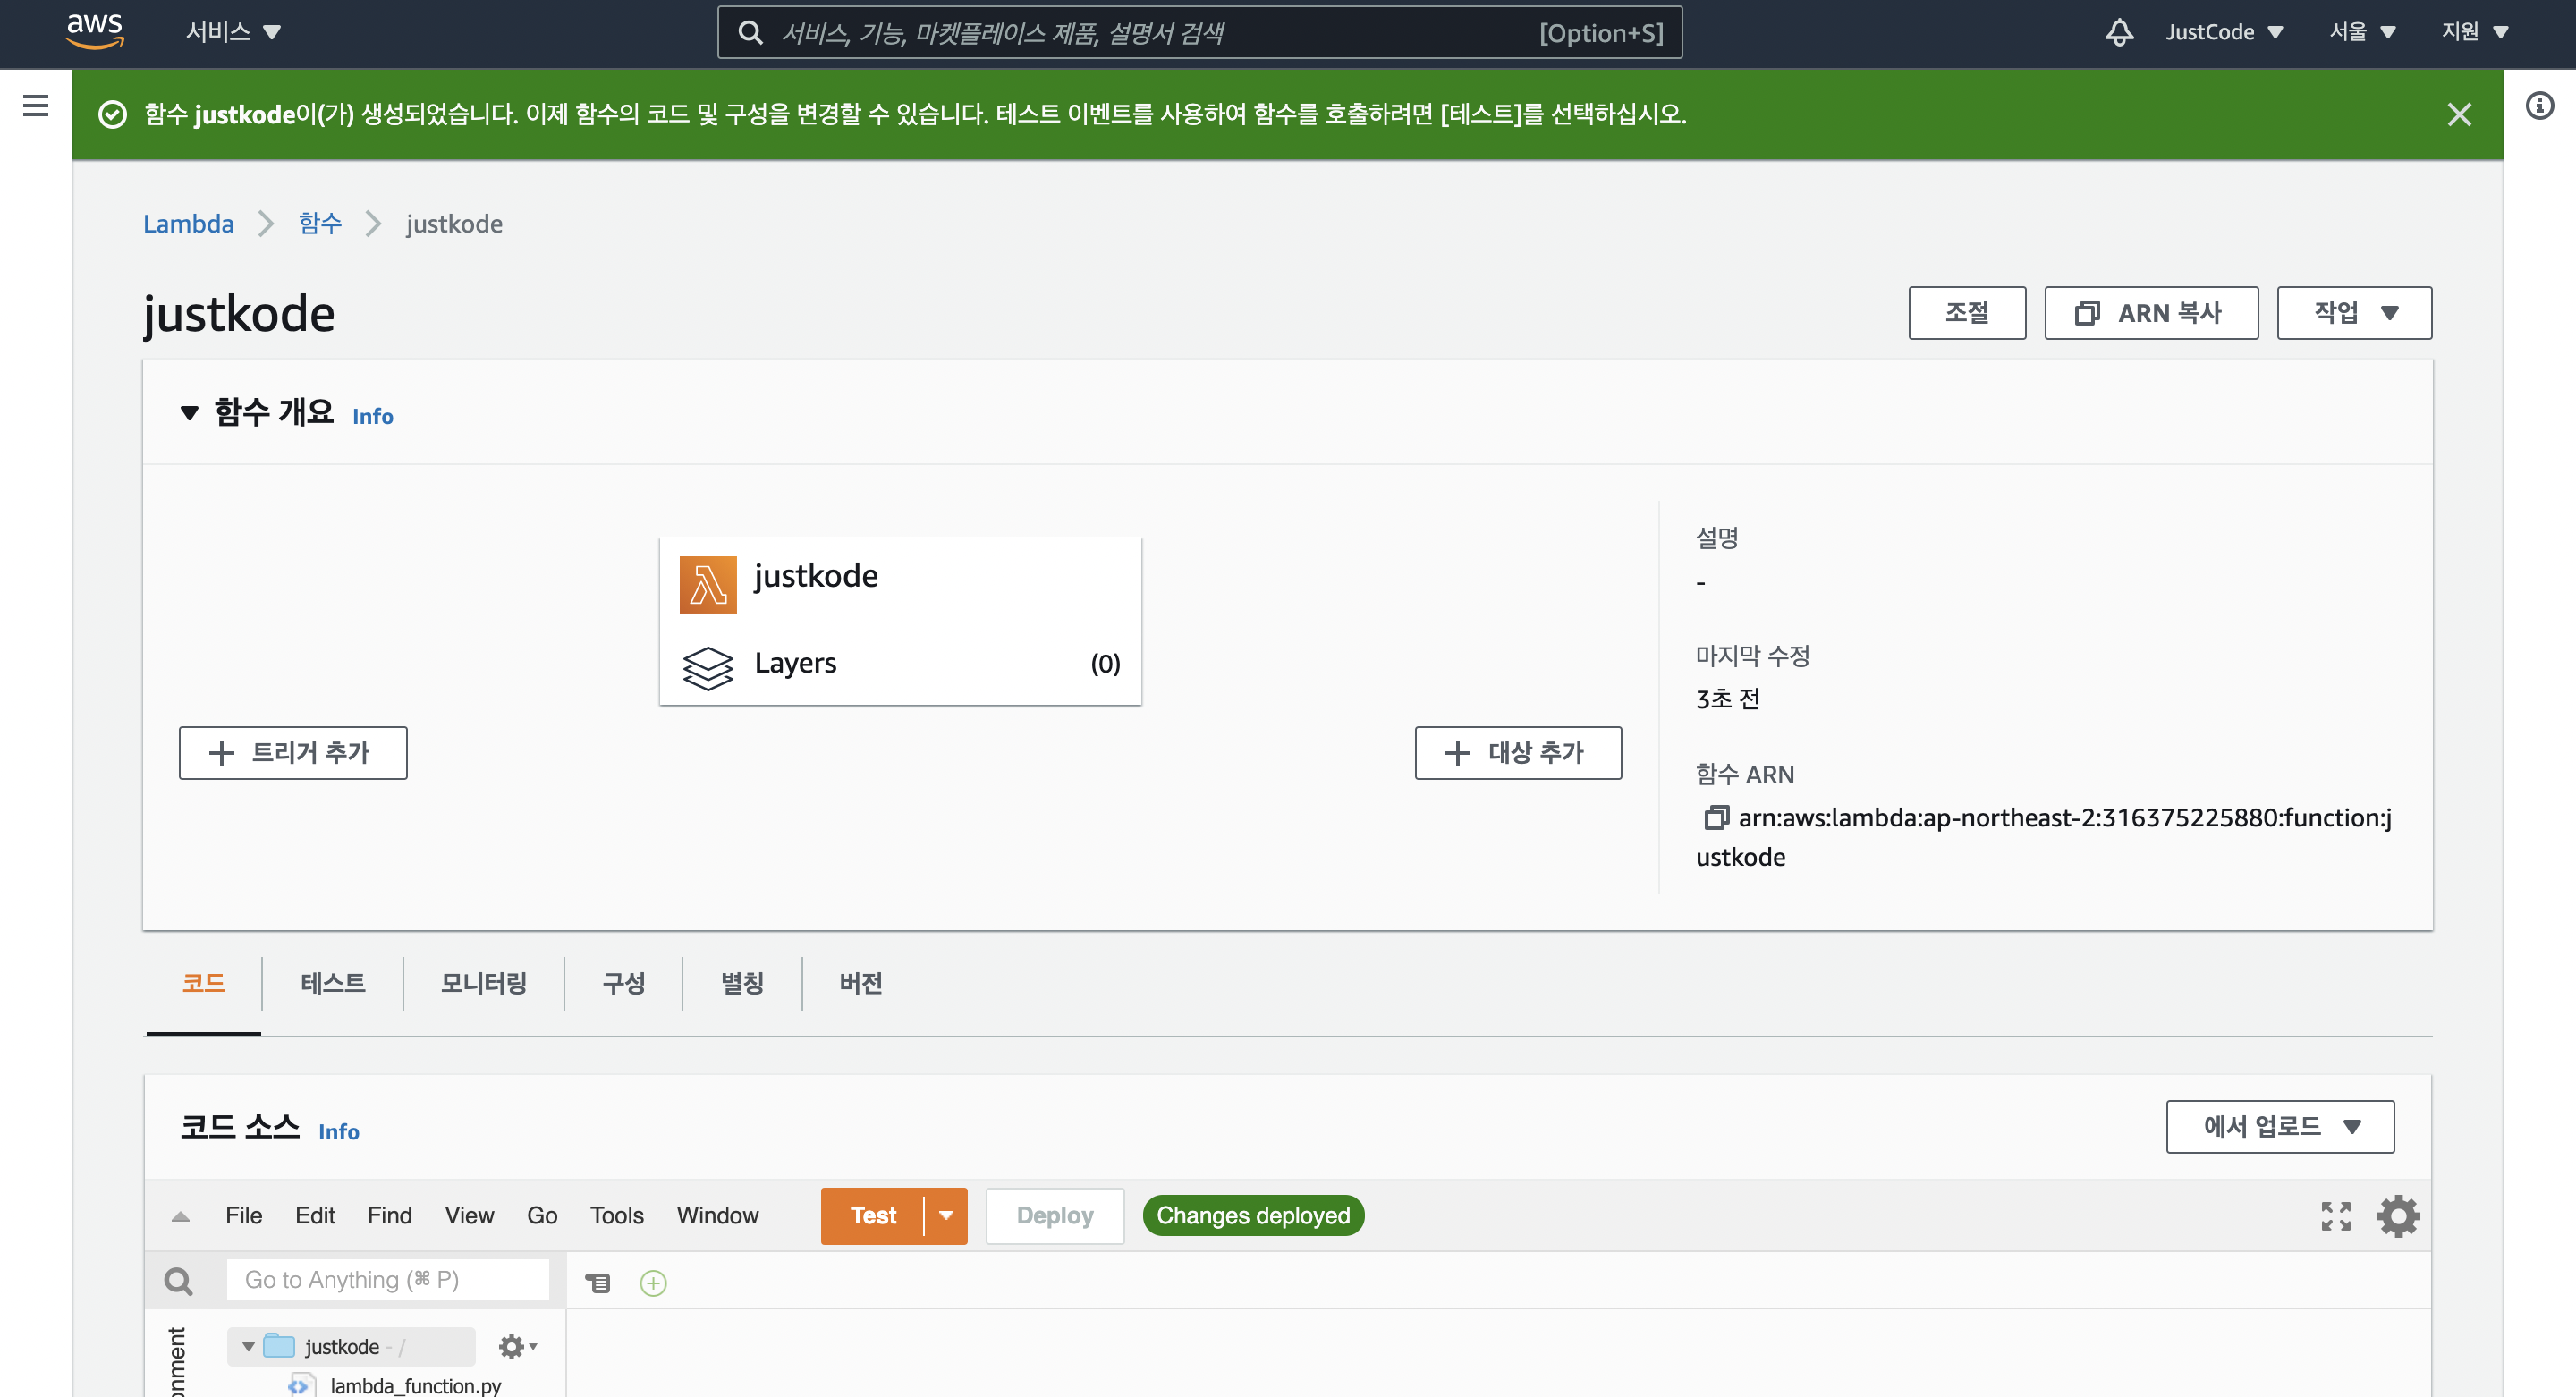 aws 서비스 서비스, 기능, 마켓플레이스 제품, 설명서 검색 [Option+S] JustCode 서울 지원
함수 justkode이(가) 생성되었습니다. 이제 함수의 코드 및 구성을 변경할 수 있습니다. 테스트 이벤트를 사용하여 함수를 호출하려면 [테스트]를 선택하십시오.
Lambda 함수 justkode
justkode 조절 ARN 복사 작업
함수 개요 Info
justkode
Layers (0)
트리거 추가
대상 추가
설명
-
마지막 수정
3초 전
함수 ARN
arn:aws:lambda:ap-northeast-2:316375225880:function:j
ustkode
코드 테스트 모니터링 구성 별칭 버전
코드 소스 Info 에서 업로드
File Edit Find View Go Tools Window Test Deploy Changes deployed
Go to Anything (⌘ P)
justkode - /
lambda_function.py